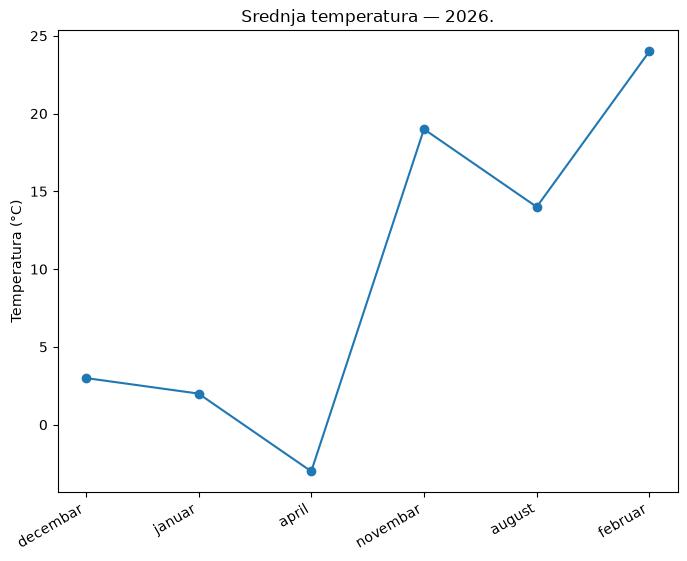 Srednja temperatura — 2026.
Temperatura (°C)
25
20
15
10
5
0
decembar
januar
april
novembar
august
februar